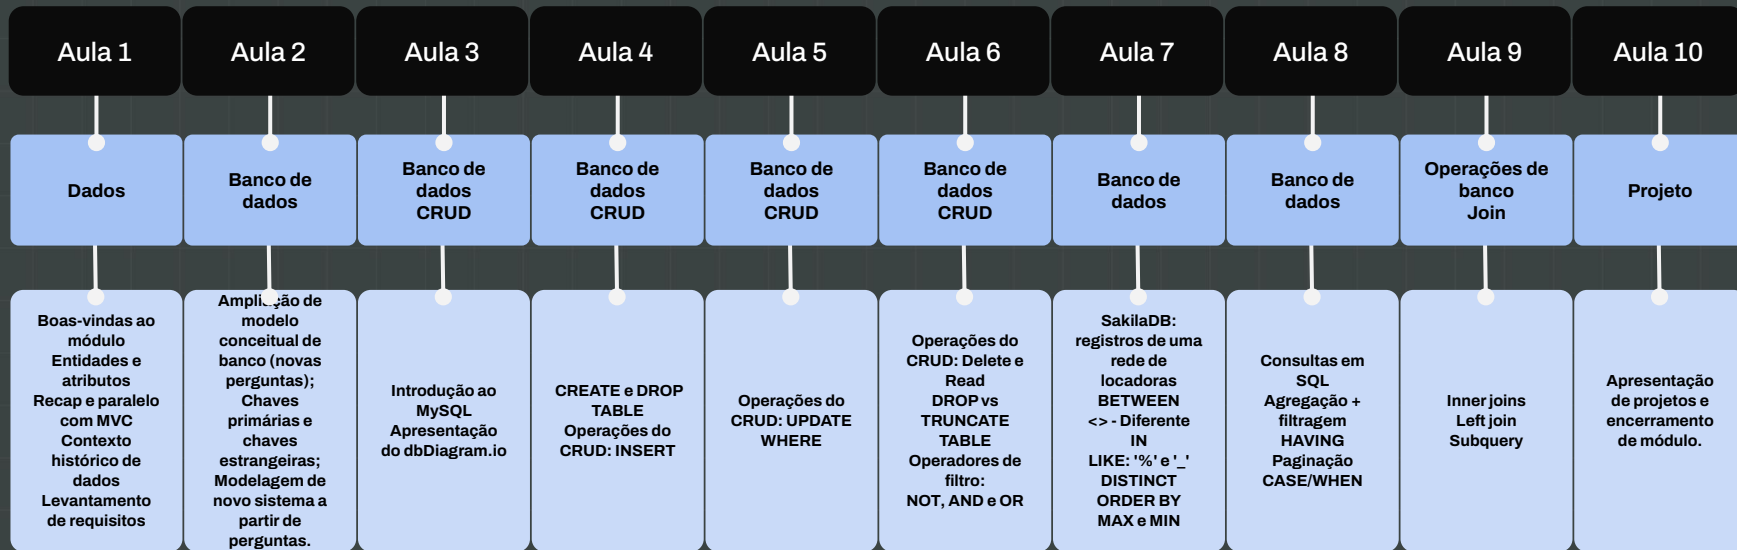 Aula 1
Aula 2
Aula 3
Aula 4
Aula 5
Aula 6
Aula 7
Aula 8
Aula 9
Aula 10
Dados
Banco de
dados
Banco de
dados
CRUD
Banco de
dados
CRUD
Banco de
dados
CRUD
Banco de
dados
CRUD
Banco de
dados
Banco de
dados
Operações de
banco
Join
Projeto
Boas-vindas ao
módulo
Entidades e
atributos
Recap e paralelo
com MVC
Contexto
histórico de
dados
Levantamento
de requisitos
Ampliação de
modelo
conceitual de
banco (novas
perguntas);
Chaves
primárias e
chaves
estrangeiras;
Modelagem de
novo sistema a
partir de
perguntas.
Introdução ao
MySQL
Apresentação
do dbDiagram.io
CREATE e DROP
TABLE
Operações do
CRUD: INSERT
Operações do
CRUD: UPDATE
WHERE
Operações do
CRUD: Delete e
Read
DROP vs
TRUNCATE
TABLE
Operadores de
filtro:
NOT, AND e OR
SakilaDB:
registros de uma
rede de
locadoras
BETWEEN
<> - Diferente
IN
LIKE: '%' e '_'
DISTINCT
ORDER BY
MAX e MIN
Consultas em
SQL
Agregação +
filtragem
HAVING
Paginação
CASE/WHEN
Inner joins
Left join
Subquery
Apresentação
de projetos e
encerramento
de módulo.